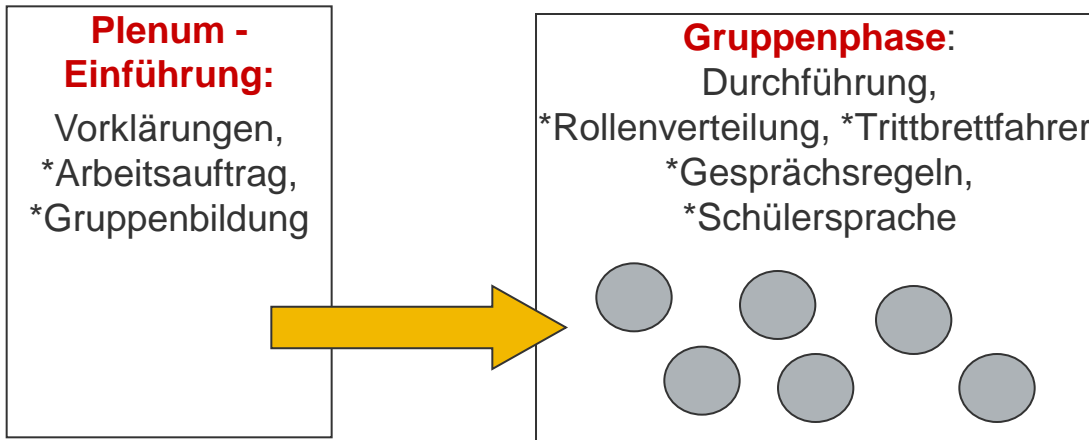 Plenum -
Einführung:
Vorklärungen,
*Arbeitsauftrag,
*Gruppenbildung
Gruppenphase:
Durchführung,
*Rollenverteilung, *Trittbrettfahrer
*Gesprächsregeln,
*Schülersprache